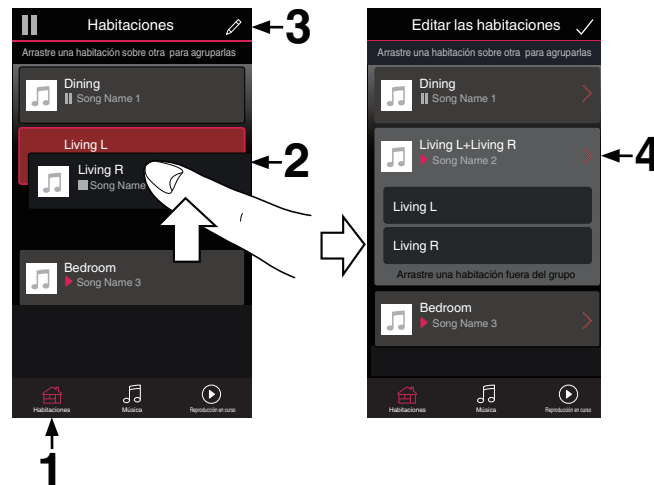 Habitaciones
3
Arrastre una habitación sobre otra para agruparlas
Dining
Song Name 1
Living L
2
Living R
Song Name
Bedroom
Song Name 3
Habitaciones
Música
Reproducción en curso
1
Editar las habitaciones
Arrastre una habitación sobre otra para agruparlas
Dining
Song Name 1
Living L+Living R
Song Name 2
4
Living L
Living R
Arrastre una habitación fuera del grupo
Bedroom
Song Name 3
Habitaciones
Música
Reproducción en curso